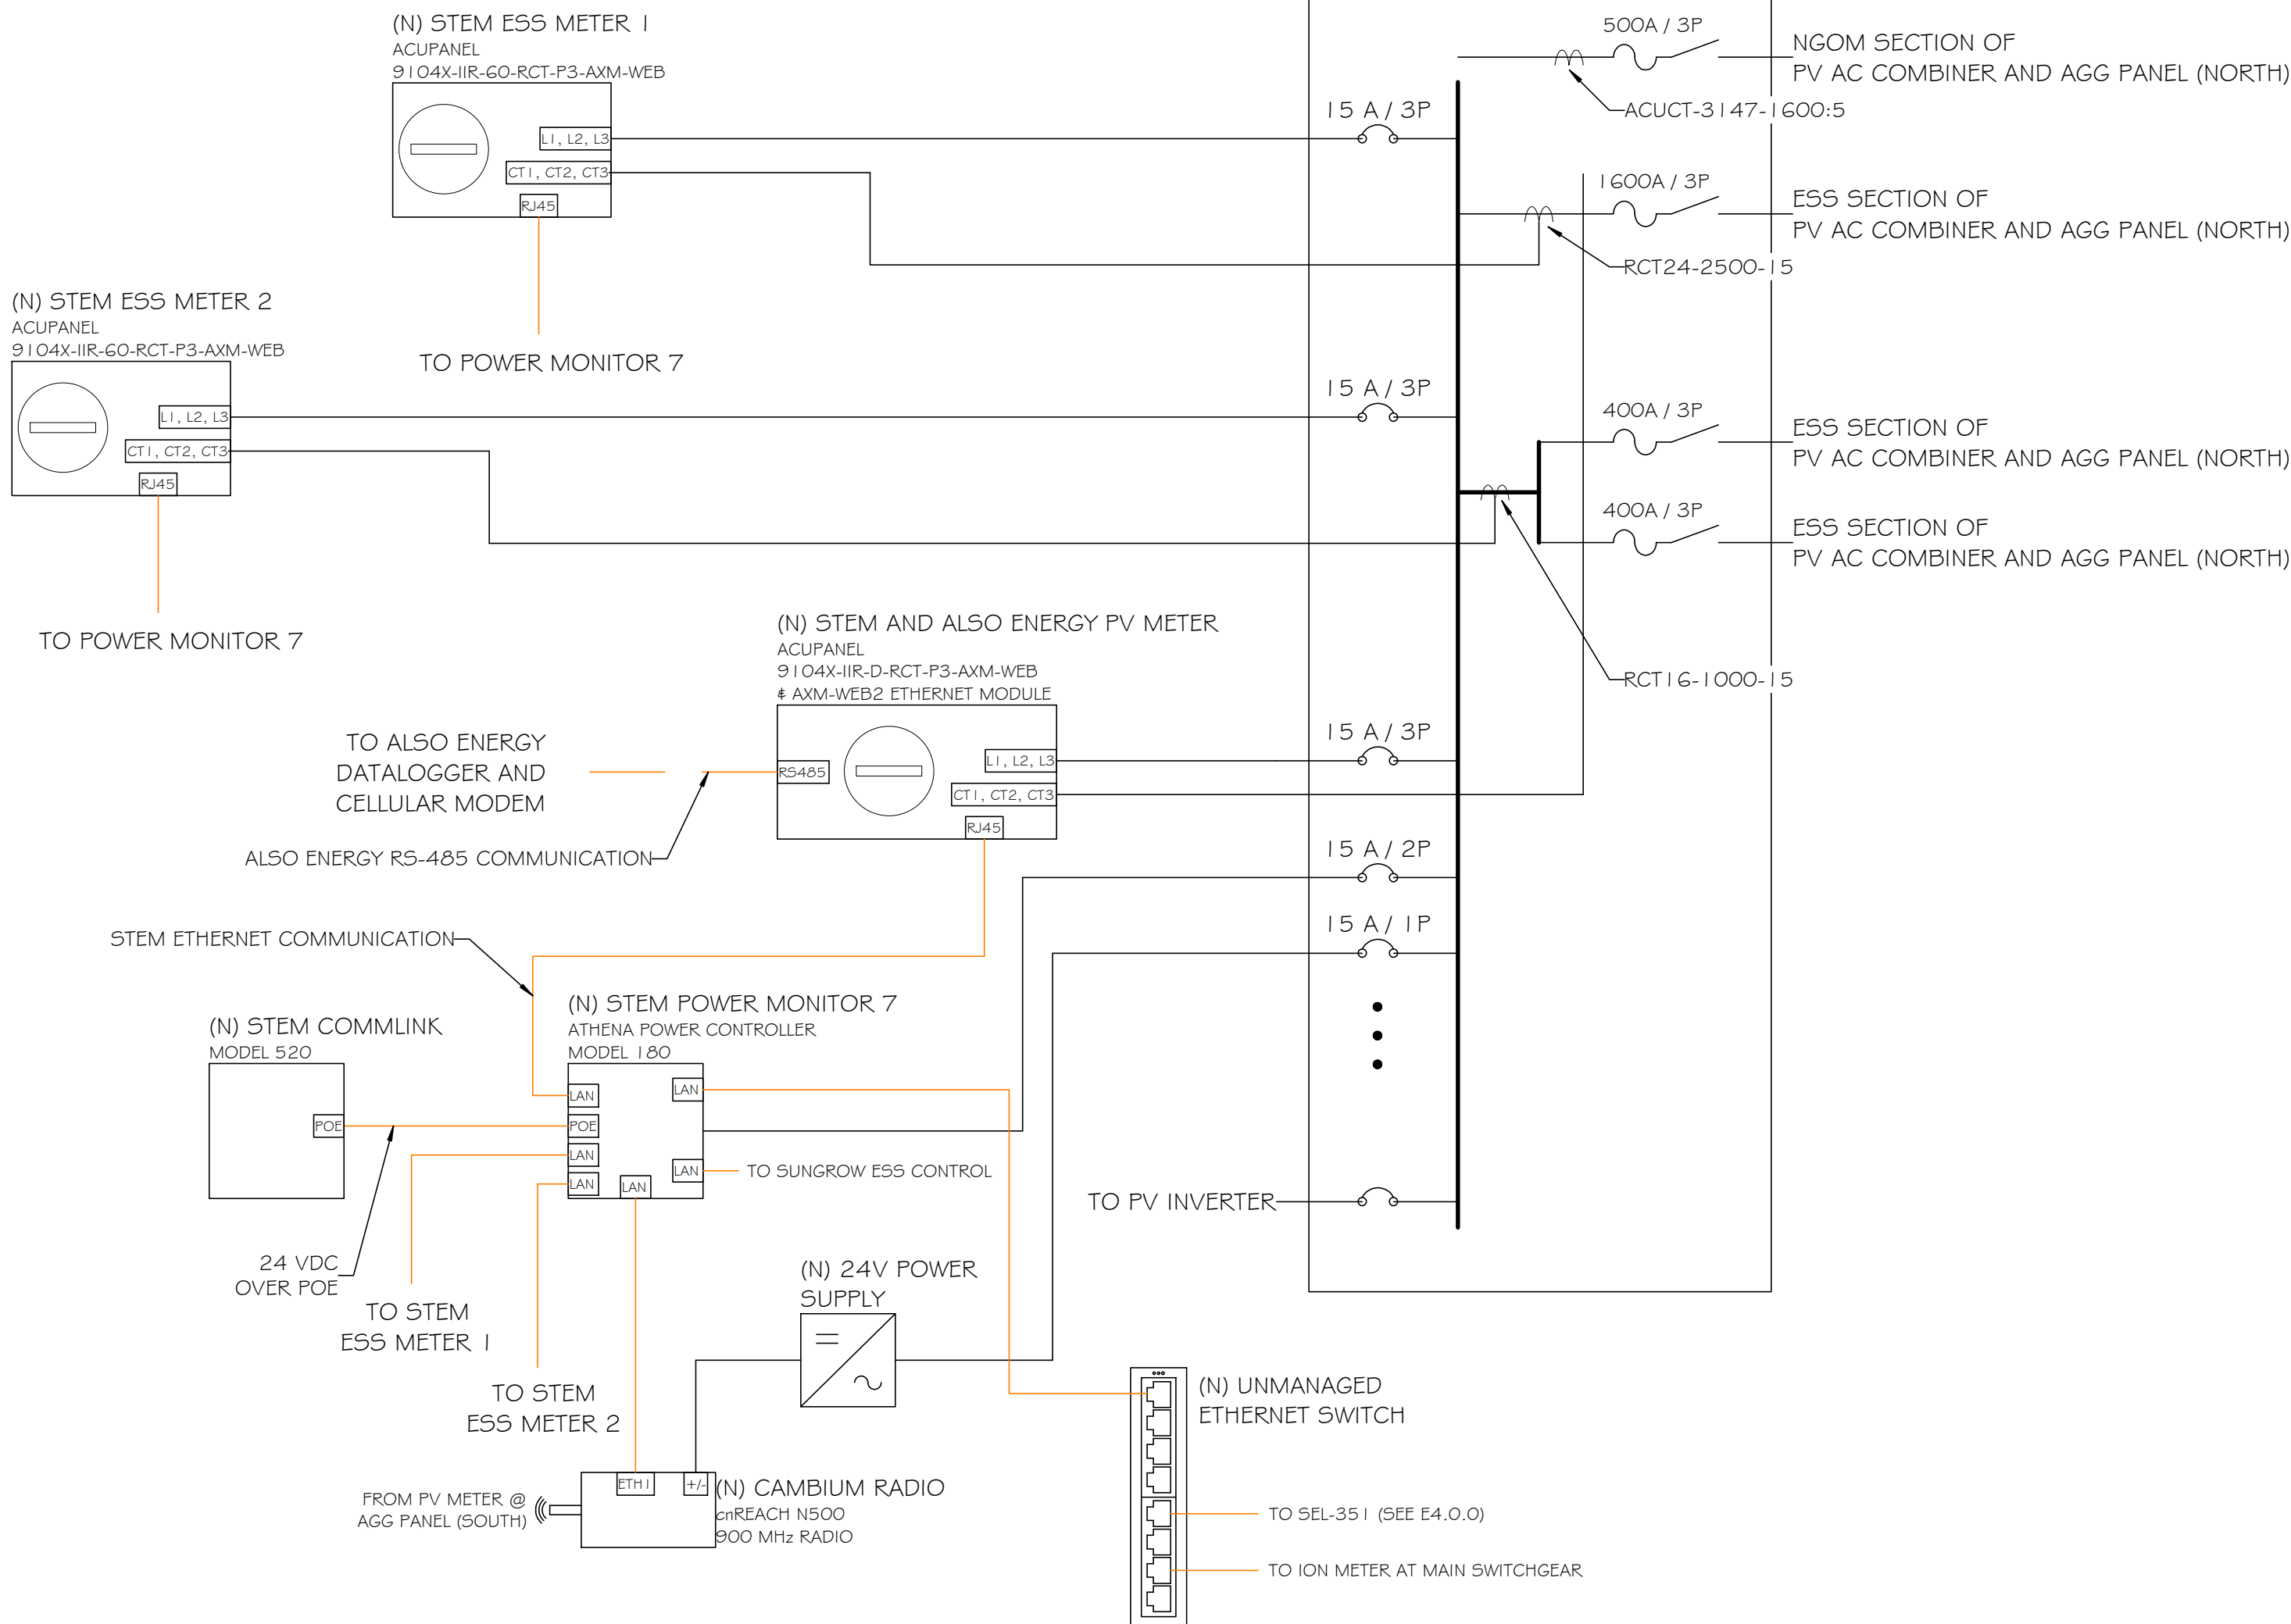 (N) STEM ESS METER 1
ACUPANEL
9104X-IIR-60-RCT-P3-AXM-WEB
L1, L2, L3
CT1, CT2, CT3
RJ45
TO POWER MONITOR 7
(N) STEM ESS METER 2
ACUPANEL
9104X-IIR-60-RCT-P3-AXM-WEB
L1, L2, L3
CT1, CT2, CT3
RJ45
TO POWER MONITOR 7
15 A / 3P
15 A / 3P
500A / 3P
NGOM SECTION OF
PV AC COMBINER AND AGG PANEL (NORTH)
ACUCT-3147-1600:5
1600A / 3P
ESS SECTION OF
PV AC COMBINER AND AGG PANEL (NORTH)
RCT24-2500-15
400A / 3P
ESS SECTION OF
PV AC COMBINER AND AGG PANEL (NORTH)
400A / 3P
ESS SECTION OF
PV AC COMBINER AND AGG PANEL (NORTH)
RCT16-1000-15
(N) STEM AND ALSO ENERGY PV METER
ACUPANEL
9104X-IIR-D-RCT-P3-AXM-WEB
& AXM-WEB2 ETHERNET MODULE
RS485
L1, L2, L3
CT1, CT2, CT3
RJ45
TO ALSO ENERGY
DATALOGGER AND
CELLULAR MODEM
ALSO ENERGY RS-485 COMMUNICATION
15 A / 3P
15 A / 2P
15 A / 1P
STEM ETHERNET COMMUNICATION
(N) STEM COMMLINK
MODEL 520
POE
(N) STEM POWER MONITOR 7
ATHENA POWER CONTROLLER
MODEL 180
LAN
POE
LAN
LAN
LAN
LAN
LAN
TO SUNGROW ESS CONTROL
TO PV INVERTER
24 VDC
OVER POE
TO STEM
ESS METER 1
TO STEM
ESS METER 2
(N) 24V POWER
SUPPLY
(N) UNMANAGED
ETHERNET SWITCH
FROM PV METER @
AGG PANEL (SOUTH)
ETH1
+/-
(N) CAMBIUM RADIO
cnREACH N500
900 MHz RADIO
TO SEL-351 (SEE E4.0.0)
TO ION METER AT MAIN SWITCHGEAR